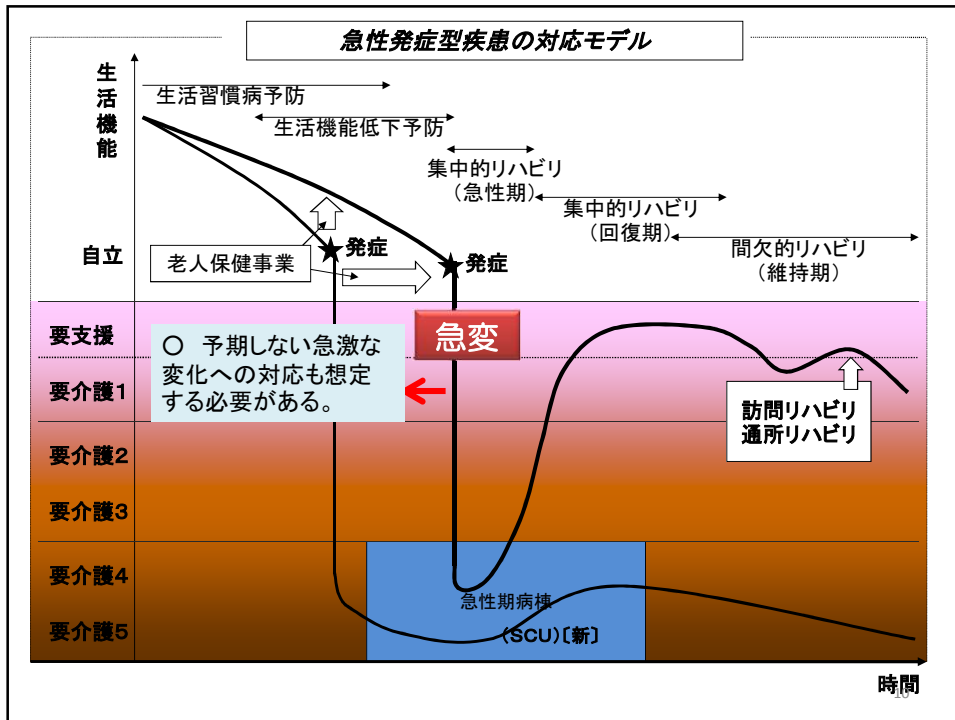 急性発症型疾患の対応モデル
生活機能
生活習慣病予防
生活機能低下予防
集中的リハビリ
(急性期)
集中的リハビリ
(回復期)
間欠的リハビリ
(維持期)
自立
老人保健事業
発症
発症
要支援
急変
○ 予期しない急激な
変化への対応も想定
する必要がある。
要介護1
訪問リハビリ
通所リハビリ
要介護2
要介護3
要介護4
急性期病棟
(SCU)〔新〕
要介護5
時間
10